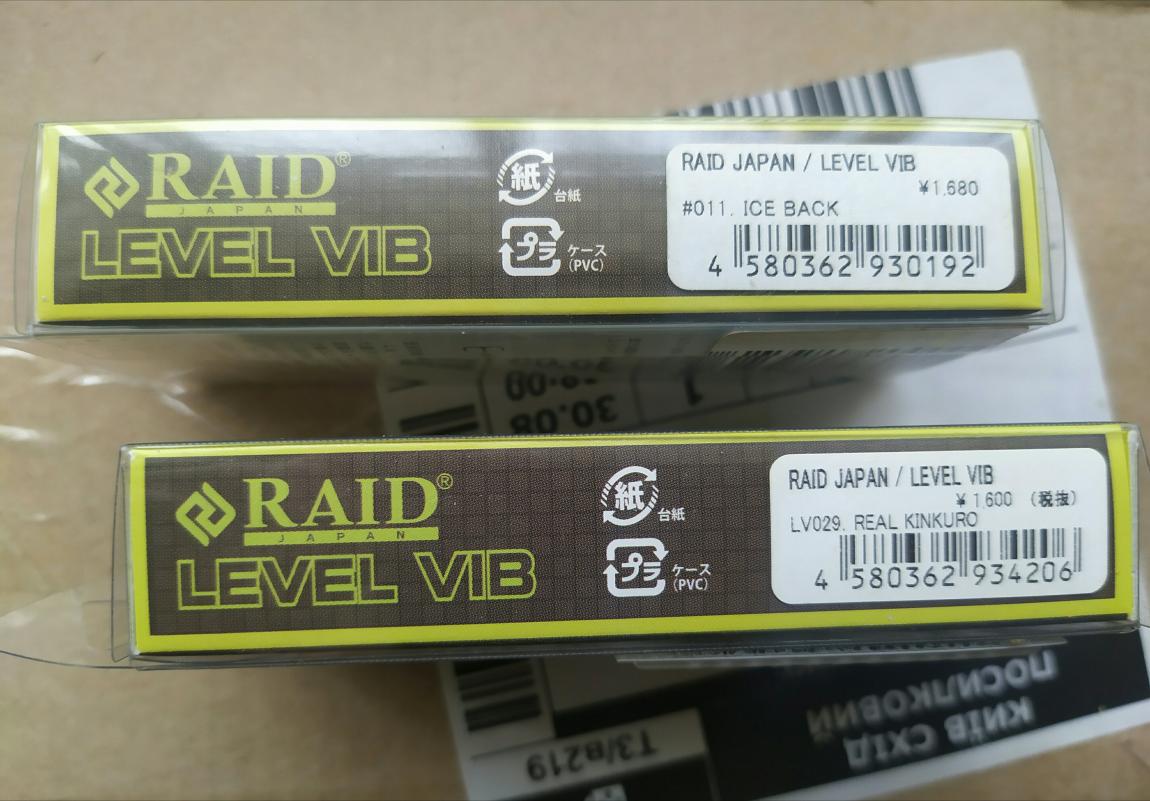 RAID®
JAPAN
LEVEL VIB
紙
台紙
プラ
ケース
(PVC)
RAID JAPAN / LEVEL VIB
¥1,680
#011. ICE BACK
4 580362 930192
30.08
1
RAID®
JAPAN
LEVEL VIB
紙
台紙
プラ
ケース
(PVC)
RAID JAPAN / LEVEL VIB
¥1,600 (税抜)
LV029. REAL KINKURO
4 580362 934206
КИЇВ СХІД
ПОСИЛКОВИЙ
Т3/в219